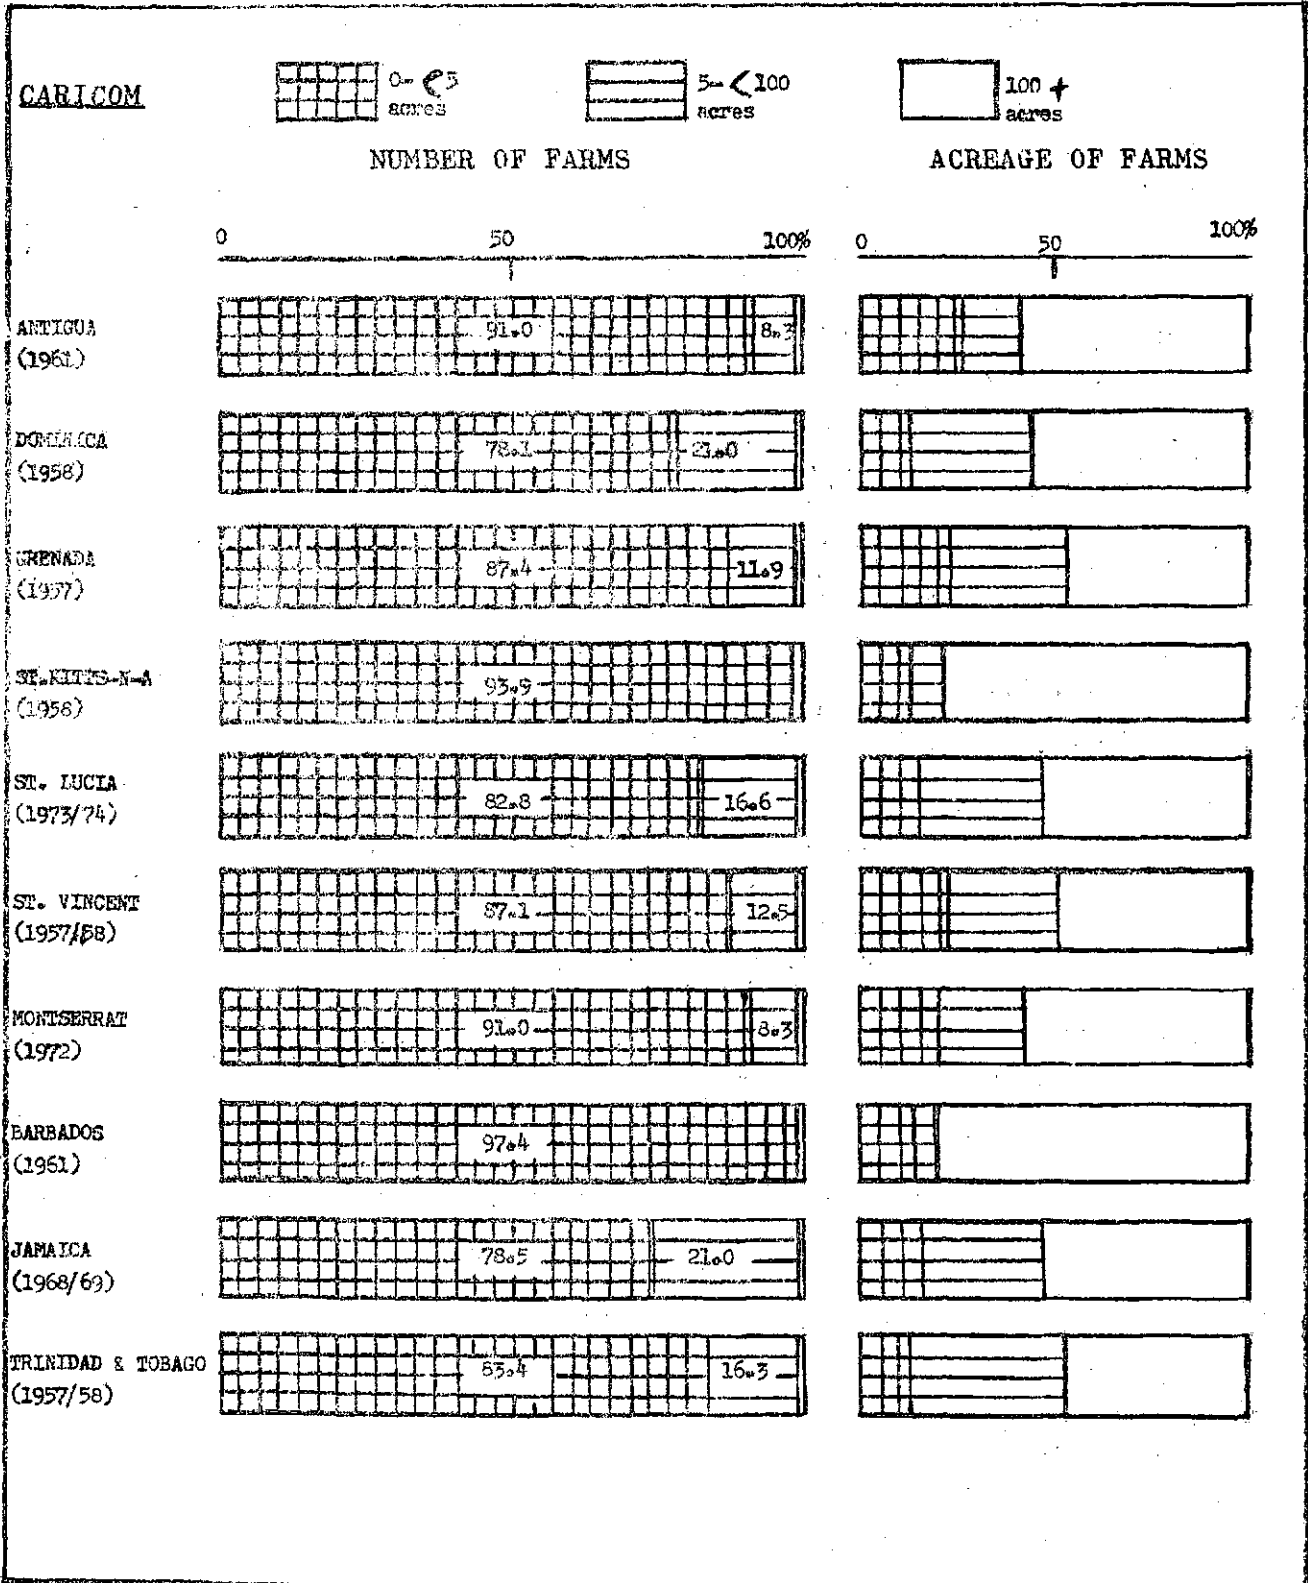 CARICOM
0- <5
acres
5- <100
acres
100 +
acres
NUMBER OF FARMS
ACREAGE OF FARMS
0 50 100%
0 50 100%
ANTIGUA
(1961)
91.0 8.3
DOMINICA
(1958)
78.1 21.0
GRENADA
(1957)
87.4 11.9
ST.KITTS-N-A
(1958)
93.9
ST. LUCIA
(1973/74)
82.8 16.6
ST. VINCENT
(1957/58)
87.1 12.5
MONTSERRAT
(1972)
91.0 8.3
BARBADOS
(1961)
97.4
JAMAICA
(1968/69)
78.5 21.0
TRINIDAD & TOBAGO
(1957/58)
83.4 16.3